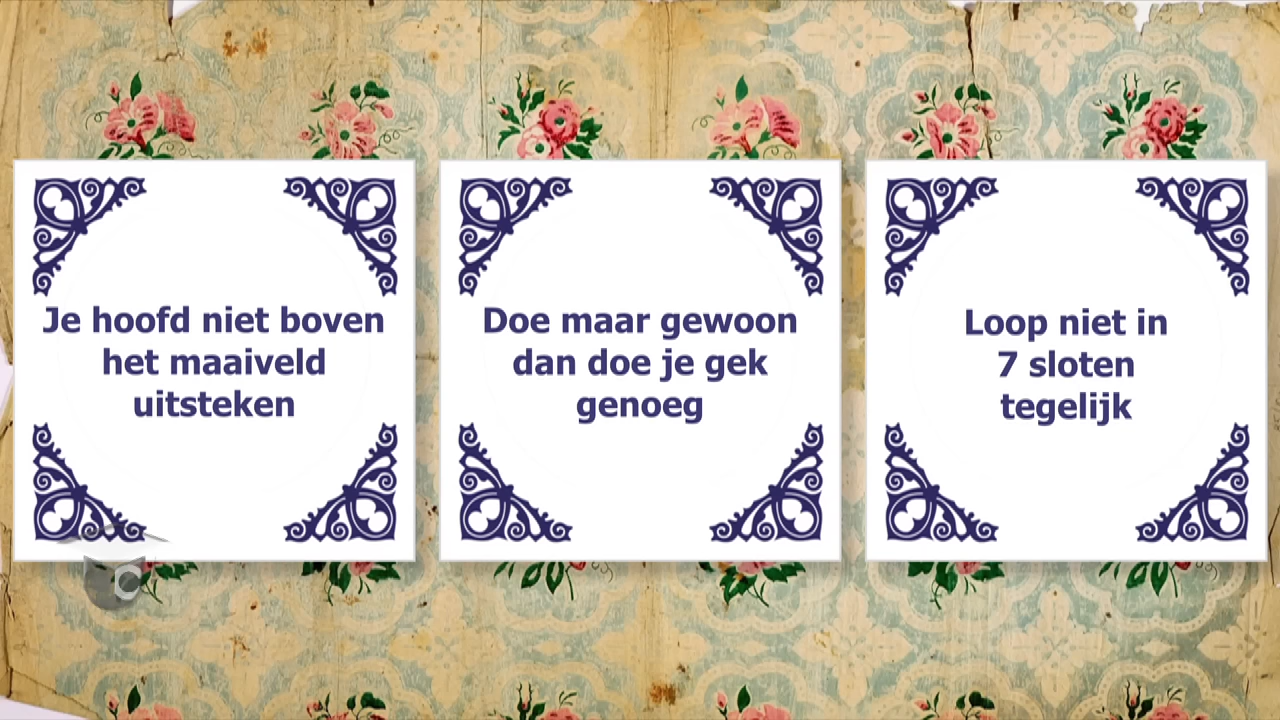 Je hoofd niet boven
het maaiveld
uitsteken
Doe maar gewoon
dan doe je gek
genoeg
Loop niet in
7 sloten
tegelijk